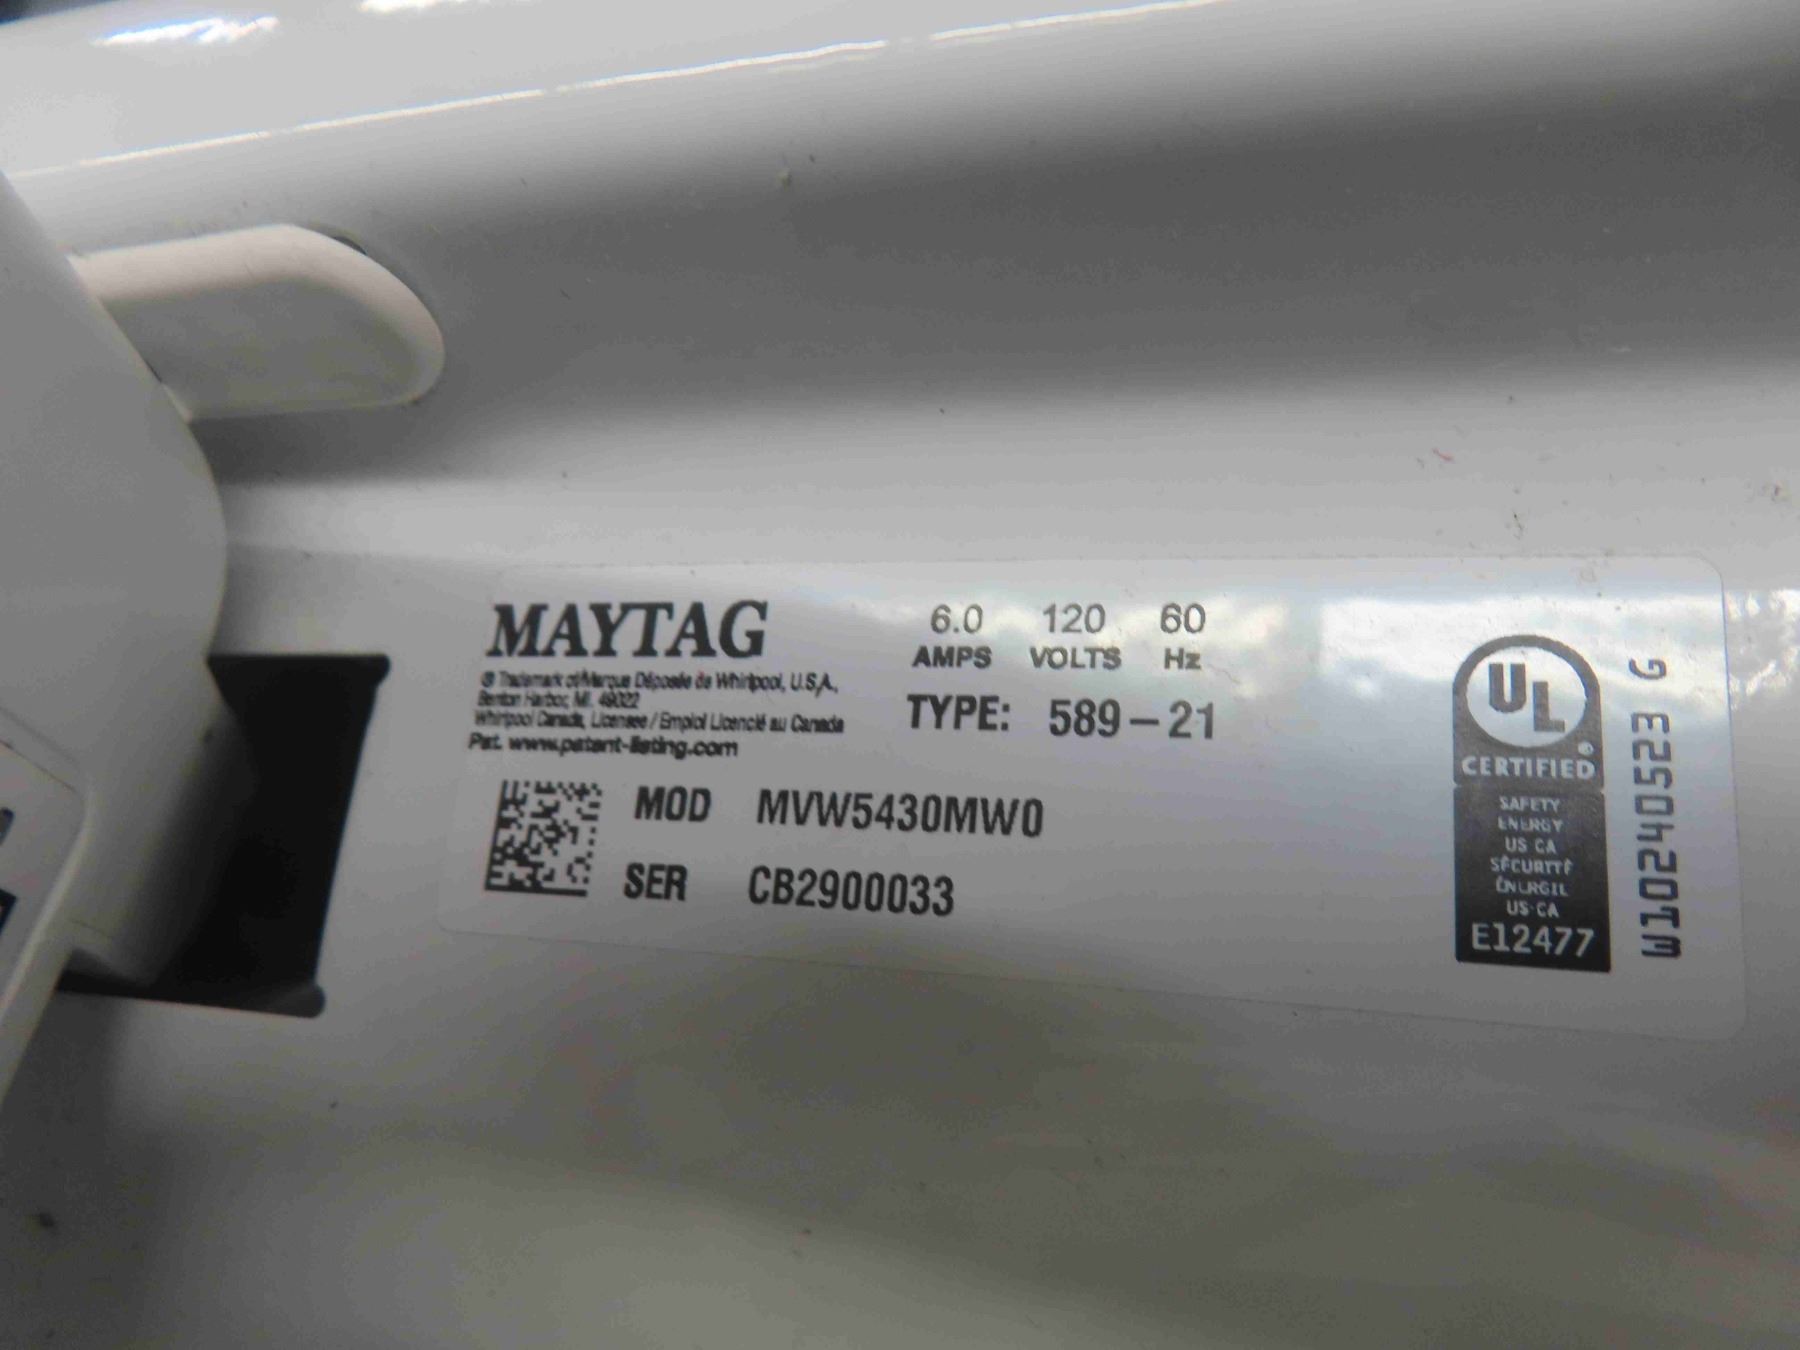 MAYTAG
® Trademark of/Marque Déposée de Whirlpool, U.S.A.,
Benton Harbor, MI. 49022
Whirlpool Canada, Licensee / Emploi Licencié au Canada
Pat. www.patent-listing.com
6.0 120 60
AMPS VOLTS Hz
TYPE: 589-21
MOD MVW5430MW0
SER CB2900033
UL
®
CERTIFIED
SAFETY
ENERGY
US CA
SÉCURITÉ
ÉNERGIE
US CA
E12477
310240523 G